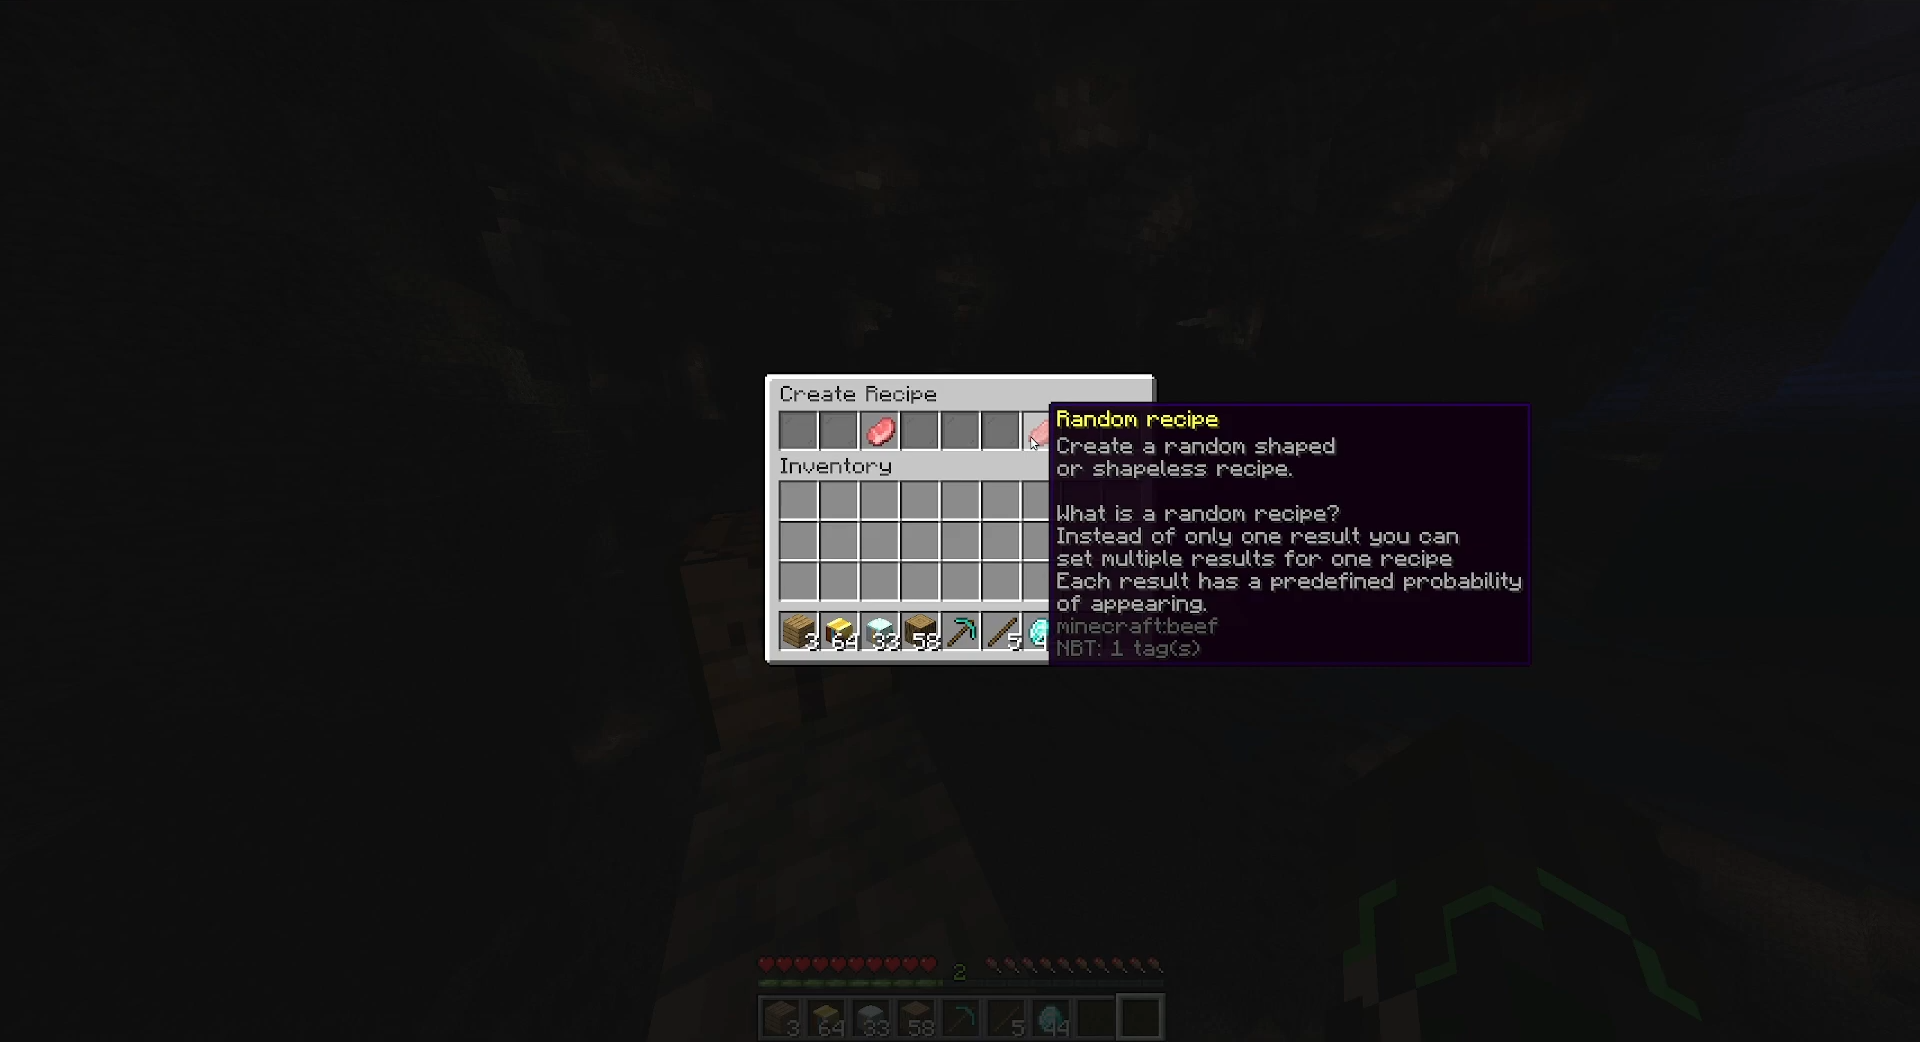 Create Recipe
Random recipe
Create a random shaped
or shapeless recipe.
Inventory
What is a random recipe?
Instead of only one result you can
set multiple results for one recipe
Each result has a predefined probability
of appearing.
minecraft:beef
NBT: 1 tag(s)
3 64 33 58 5 4
2
3 64 33 58 5 44